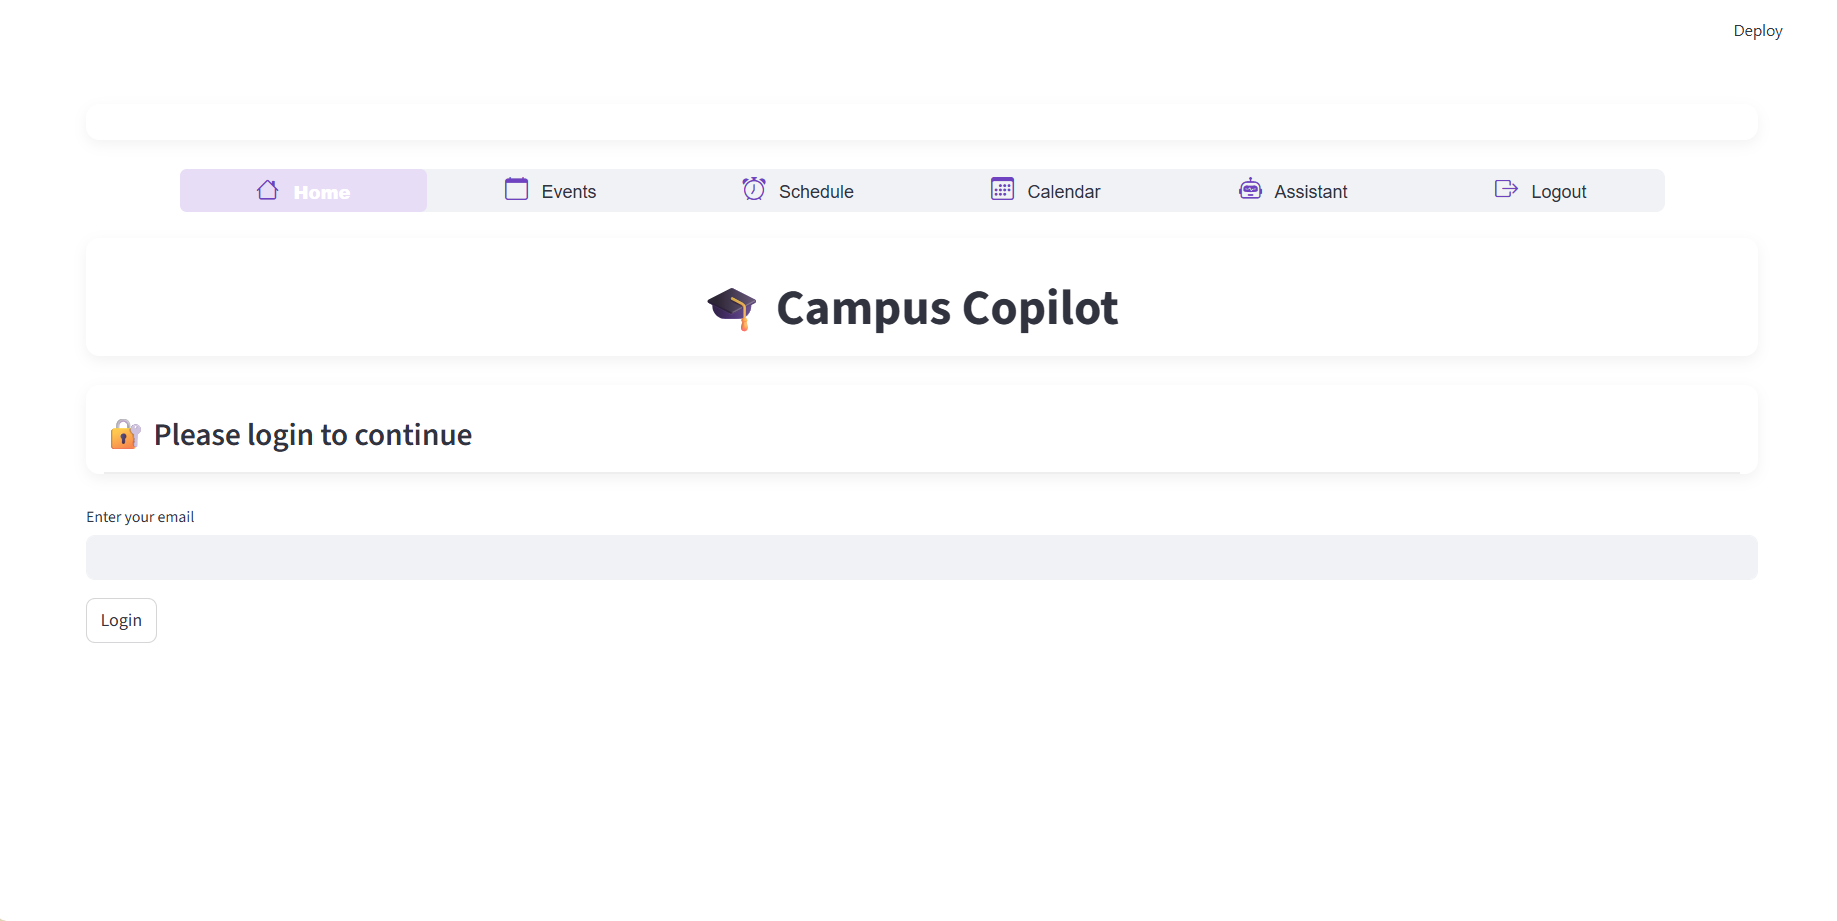 Deploy
Home Events Schedule Calendar Assistant Logout
Campus Copilot
Please login to continue
Enter your email
Login